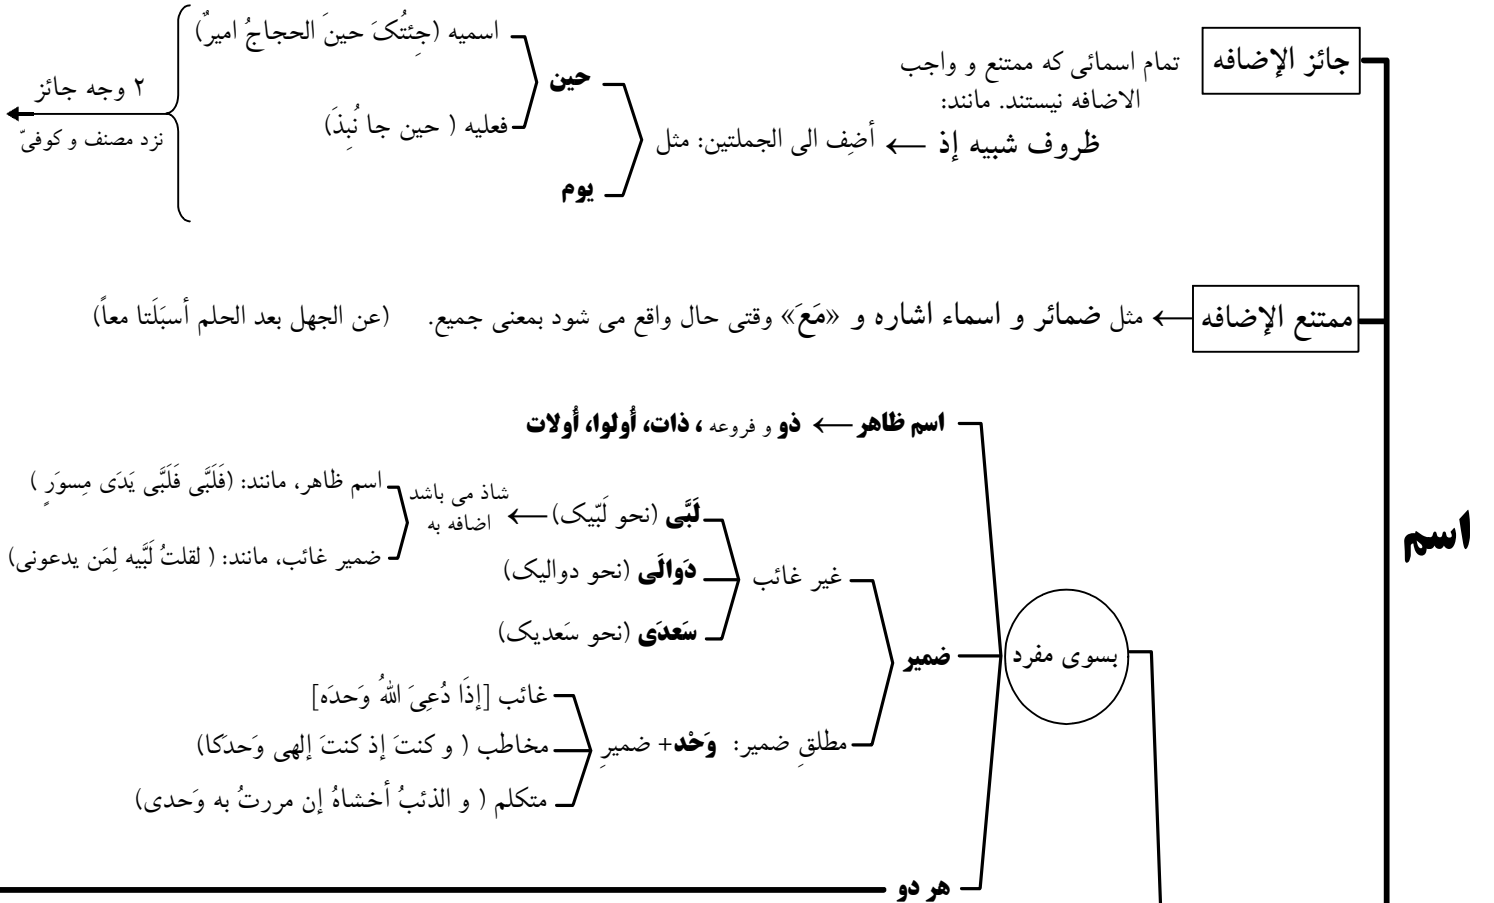 اسم
جائز الإضافه
تمام اسمائی که ممتنع و واجب
الاضافه نیستند. مانند:
ظروف شبیه إذ ← أضِف الی الجملتین: مثل
حین
اسمیه (جِئتُکَ حینَ الحجاجُ امیرٌ)
فعلیه ( حین جا نُبِذَ)
یوم
۲ وجه جائز
نزد مصنف و کوفیّ
ممتنع الإضافه ← مثل ضمائر و اسماء اشاره و «مَعَ» وقتی حال واقع می شود بمعنی جمیع. (عن الجهل بعد الحلم أسبَلَتا معاً)
بسوی مفرد
اسم ظاهر ← ذو و فروعه ، ذات، أُولوا، أُولات
ضمیر
غیر غائب
لَبَّی (نحو لَبّیک) ← شاذ می باشد
اضافه به
اسم ظاهر، مانند: (فَلَبَّی فَلَبَّی یَدَی مِسوَرٍ )
ضمیر غائب، مانند: ( لقلتُ لَبَّیه لِمَن یدعونی)
دَوالَی (نحو دوالیک)
سَعدَی (نحو سَعدیک)
مطلقِ ضمیر: وَحْد+ ضمیرِ
غائب [إذَا دُعِیَ اللهُ وَحدَه]
مخاطب ( و کنتَ إذ کنتَ إلهی وَحدَکا)
متکلم ( و الذئبُ أخشاهُ إن مررتُ به وَحدی)
هر دو